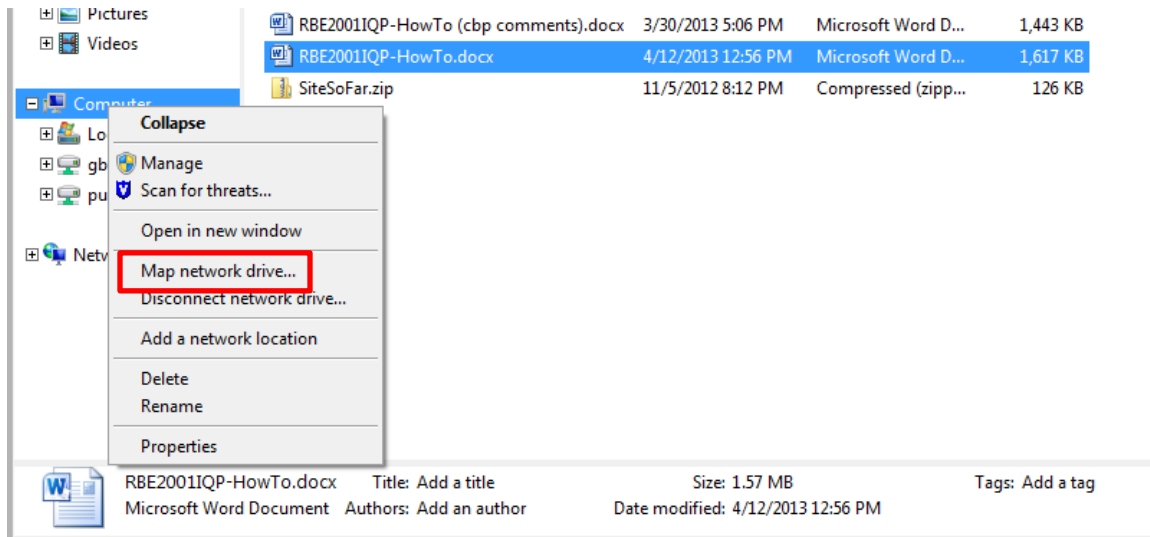 Pictures
Videos
Computer
Lo
gb
pu
Netv
RBE2001IQP-HowTo (cbp comments).docx 3/30/2013 5:06 PM Microsoft Word D... 1,443 KB
RBE2001IQP-HowTo.docx 4/12/2013 12:56 PM Microsoft Word D... 1,617 KB
SiteSoFar.zip 11/5/2012 8:12 PM Compressed (zipp... 126 KB
Collapse
Manage
Scan for threats...
Open in new window
Map network drive...
Disconnect network drive...
Add a network location
Delete
Rename
Properties
RBE2001IQP-HowTo.docx Title: Add a title Size: 1.57 MB Tags: Add a tag
Microsoft Word Document Authors: Add an author Date modified: 4/12/2013 12:56 PM